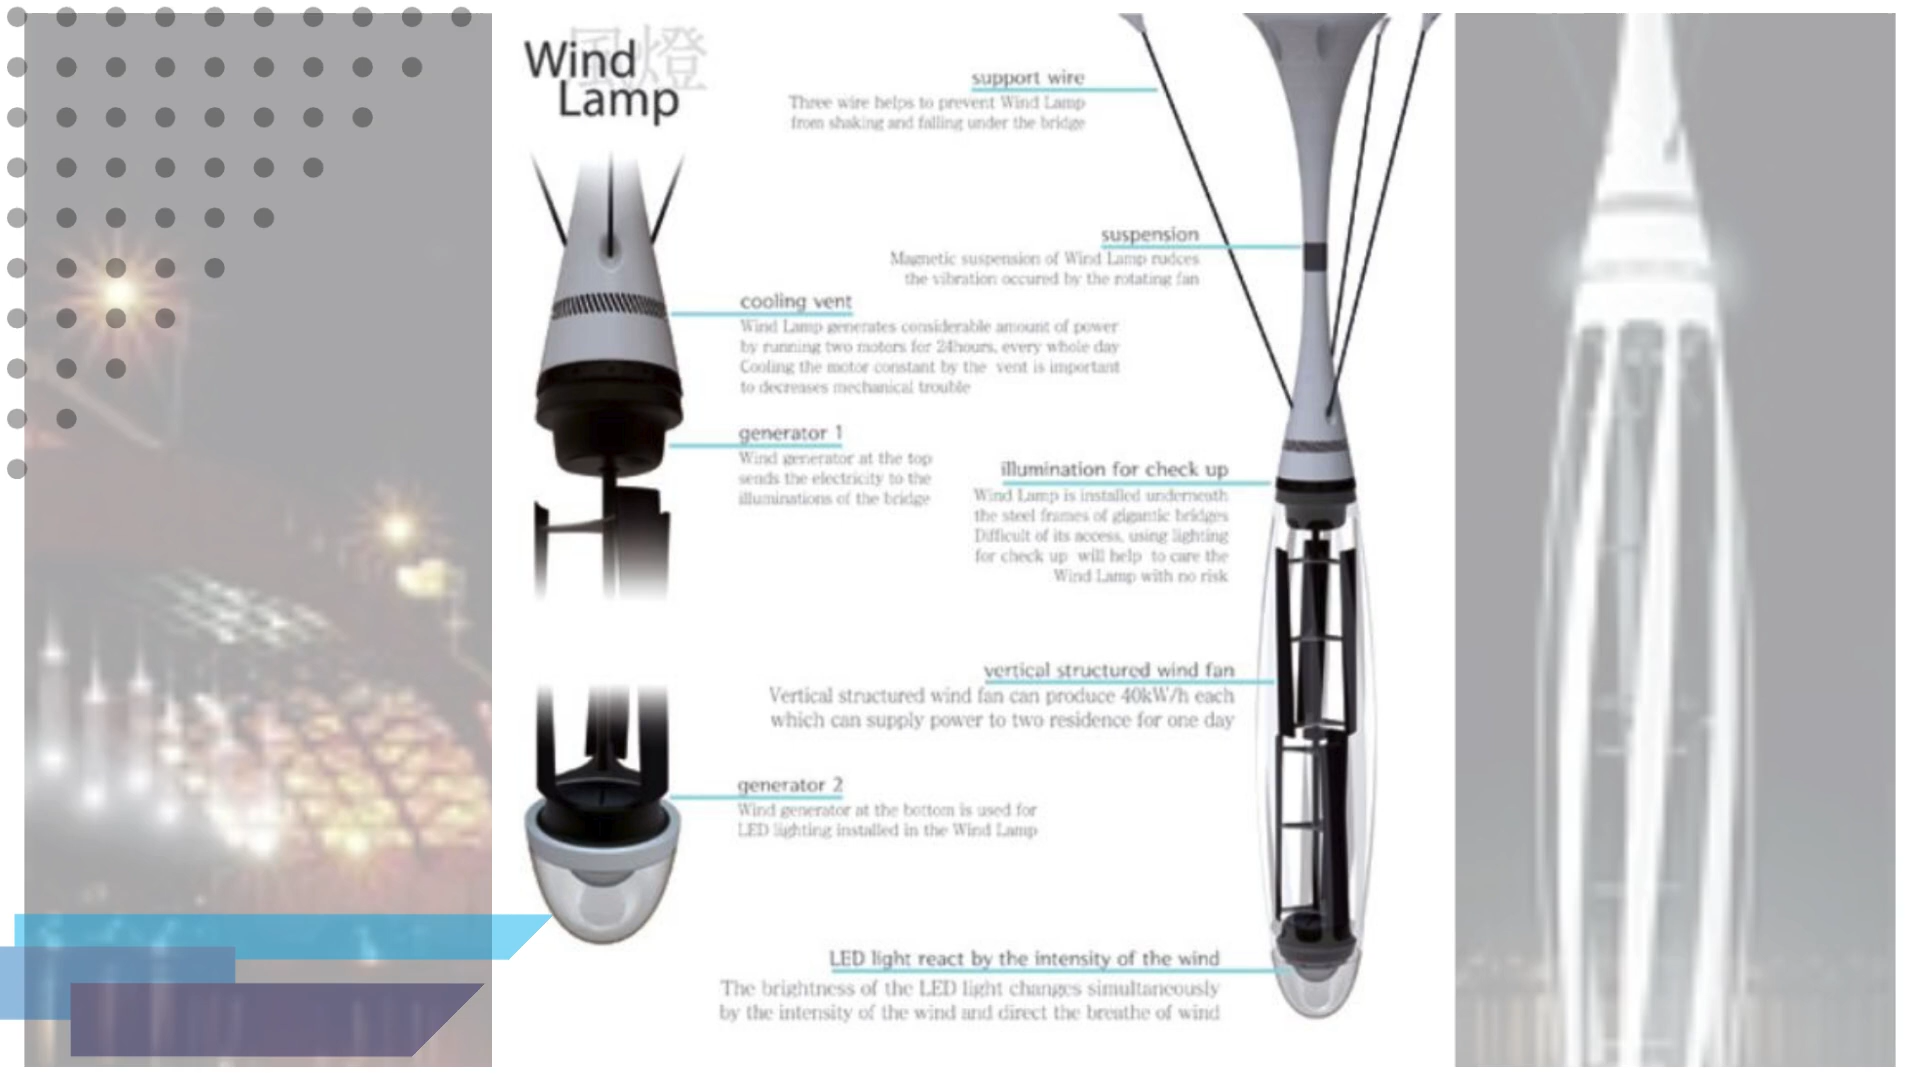 風燈
Wind
Lamp
support wire
Three wire helps to prevent Wind Lamp
from shaking and falling under the bridge
suspension
Magnetic suspension of Wind Lamp rudces
the vibration occured by the rotating fan
cooling vent
Wind Lamp generates considerable amount of power
by running two motors for 24hours, every whole day
Cooling the motor constant by the vent is important
to decreases mechanical trouble
generator 1
Wind generator at the top
sends the electricity to the
illuminations of the bridge
illumination for check up
Wind Lamp is installed underneath
the steel frames of gigantic bridges
Difficult of its access, using lighting
for check up will help to care the
Wind Lamp with no risk
vertical structured wind fan
Vertical structured wind fan can produce 40kW/h each
which can supply power to two residence for one day
generator 2
Wind generator at the bottom is used for
LED lighting installed in the Wind Lamp
LED light react by the intensity of the wind
The brightness of the LED light changes simultaneously
by the intensity of the wind and direct the breathe of wind